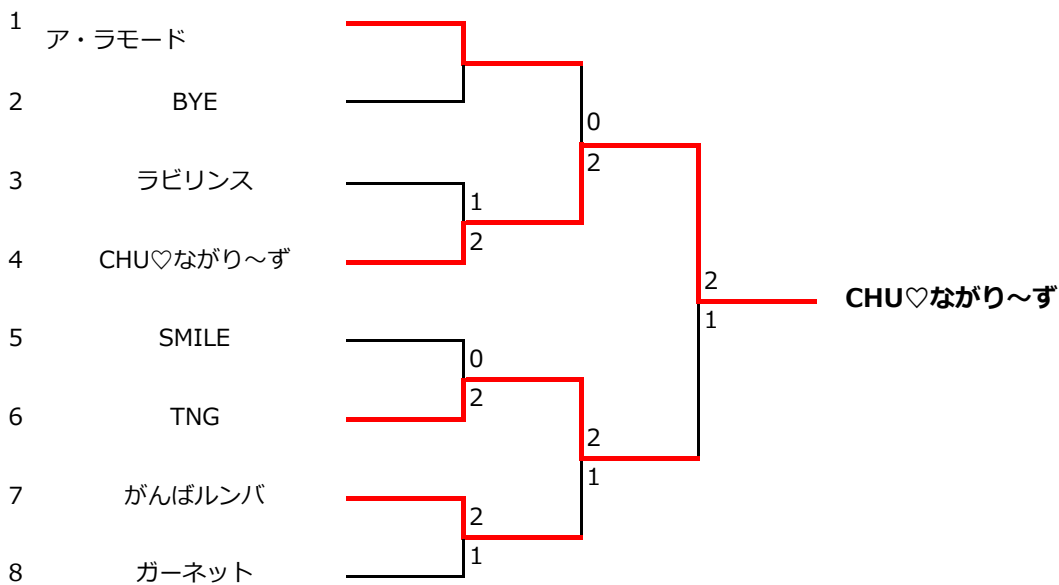 1 ア・ラモード
2 BYE
0
2
3 ラビリンス
1
2
4 CHU♡ながり～ず
2
CHU♡ながり～ず
1
5 SMILE
0
2
6 TNG
2
1
7 がんばルンバ
2
1
8 ガーネット